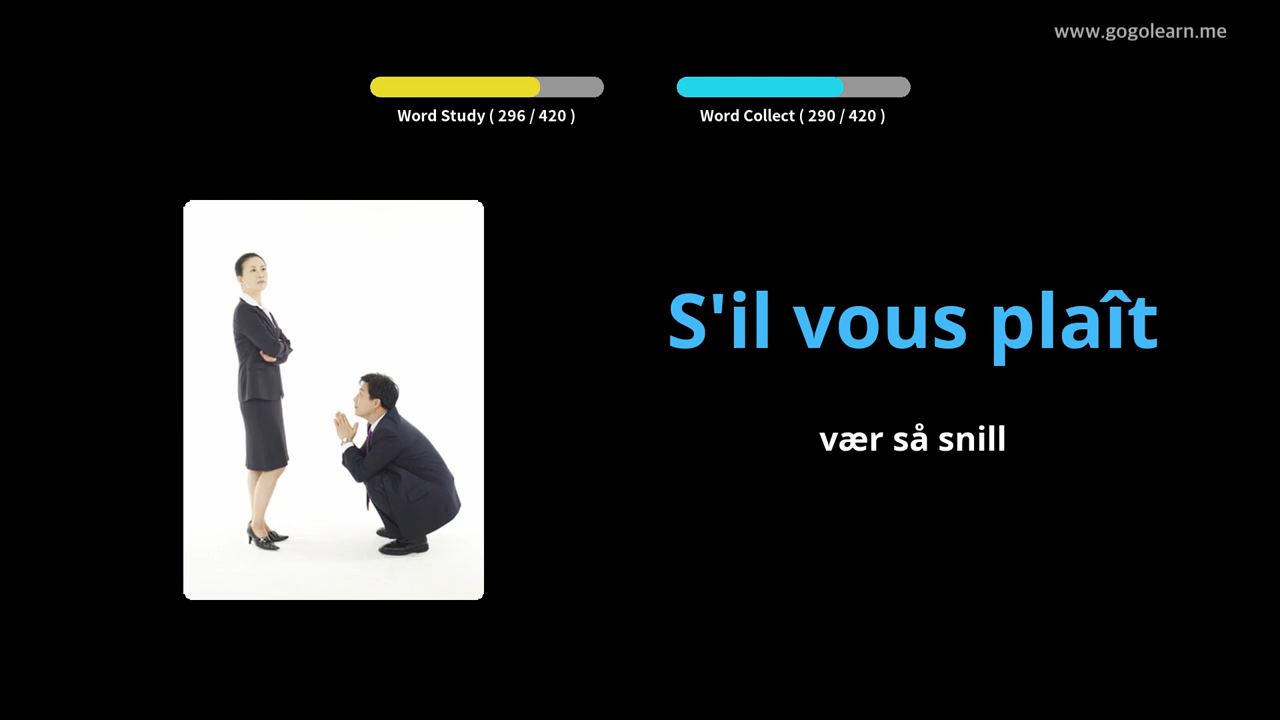 www.gogolearn.me
Word Study ( 296 / 420 )
Word Collect ( 290 / 420 )
S'il vous plaît
vær så snill